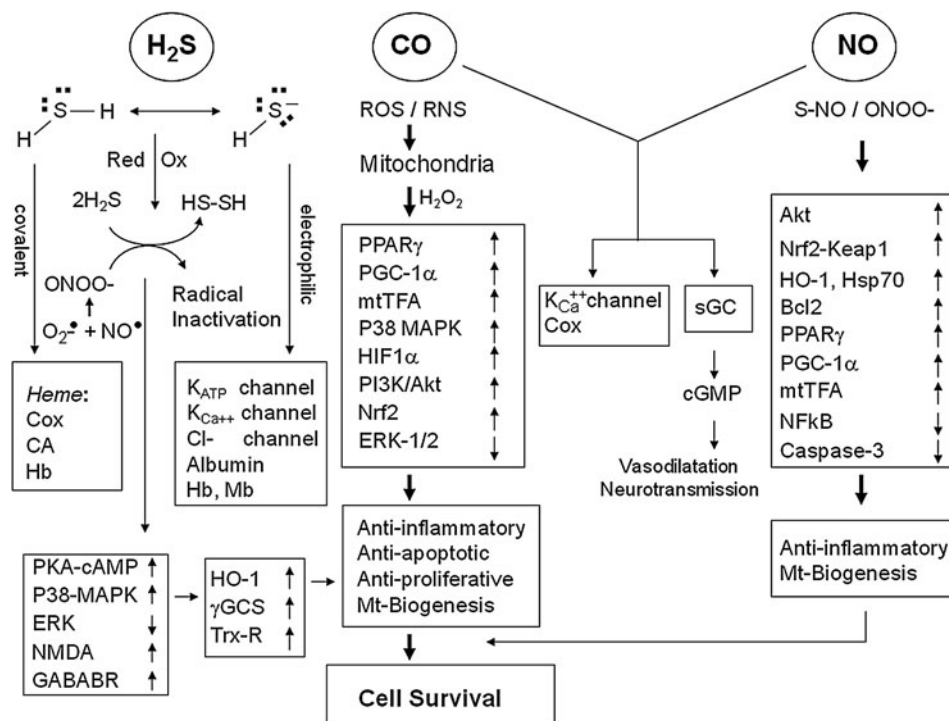 H₂S
CO
NO
S
H
H
S
H
–
Red
Ox
2H₂S
HS-SH
covalent
electrophilic
ONOO-
O₂-• + NO•
Radical
Inactivation
Heme:
Cox
CA
Hb
K_ATP channel
K_Ca++ channel
Cl- channel
Albumin
Hb, Mb
PKA-cAMP ↑
P38-MAPK ↑
ERK ↓
NMDA ↑
GABABR ↑
HO-1 ↑
γGCS ↑
Trx-R ↑
ROS / RNS
Mitochondria
H₂O₂
PPARγ ↑
PGC-1α ↑
mtTFA ↑
P38 MAPK ↑
HIF1α ↑
PI3K/Akt ↑
Nrf2 ↑
ERK-1/2 ↓
Anti-inflammatory
Anti-apoptotic
Anti-proliferative
Mt-Biogenesis
Cell Survival
K_Ca⁺⁺ channel
Cox
sGC
cGMP
Vasodilatation
Neurotransmission
S-NO / ONOO-
Akt ↑
Nrf2-Keap1 ↑
HO-1, Hsp70 ↑
Bcl2 ↑
PPARγ ↑
PGC-1α ↑
mtTFA ↑
NFkB ↓
Caspase-3 ↓
Anti-inflammatory
Mt-Biogenesis